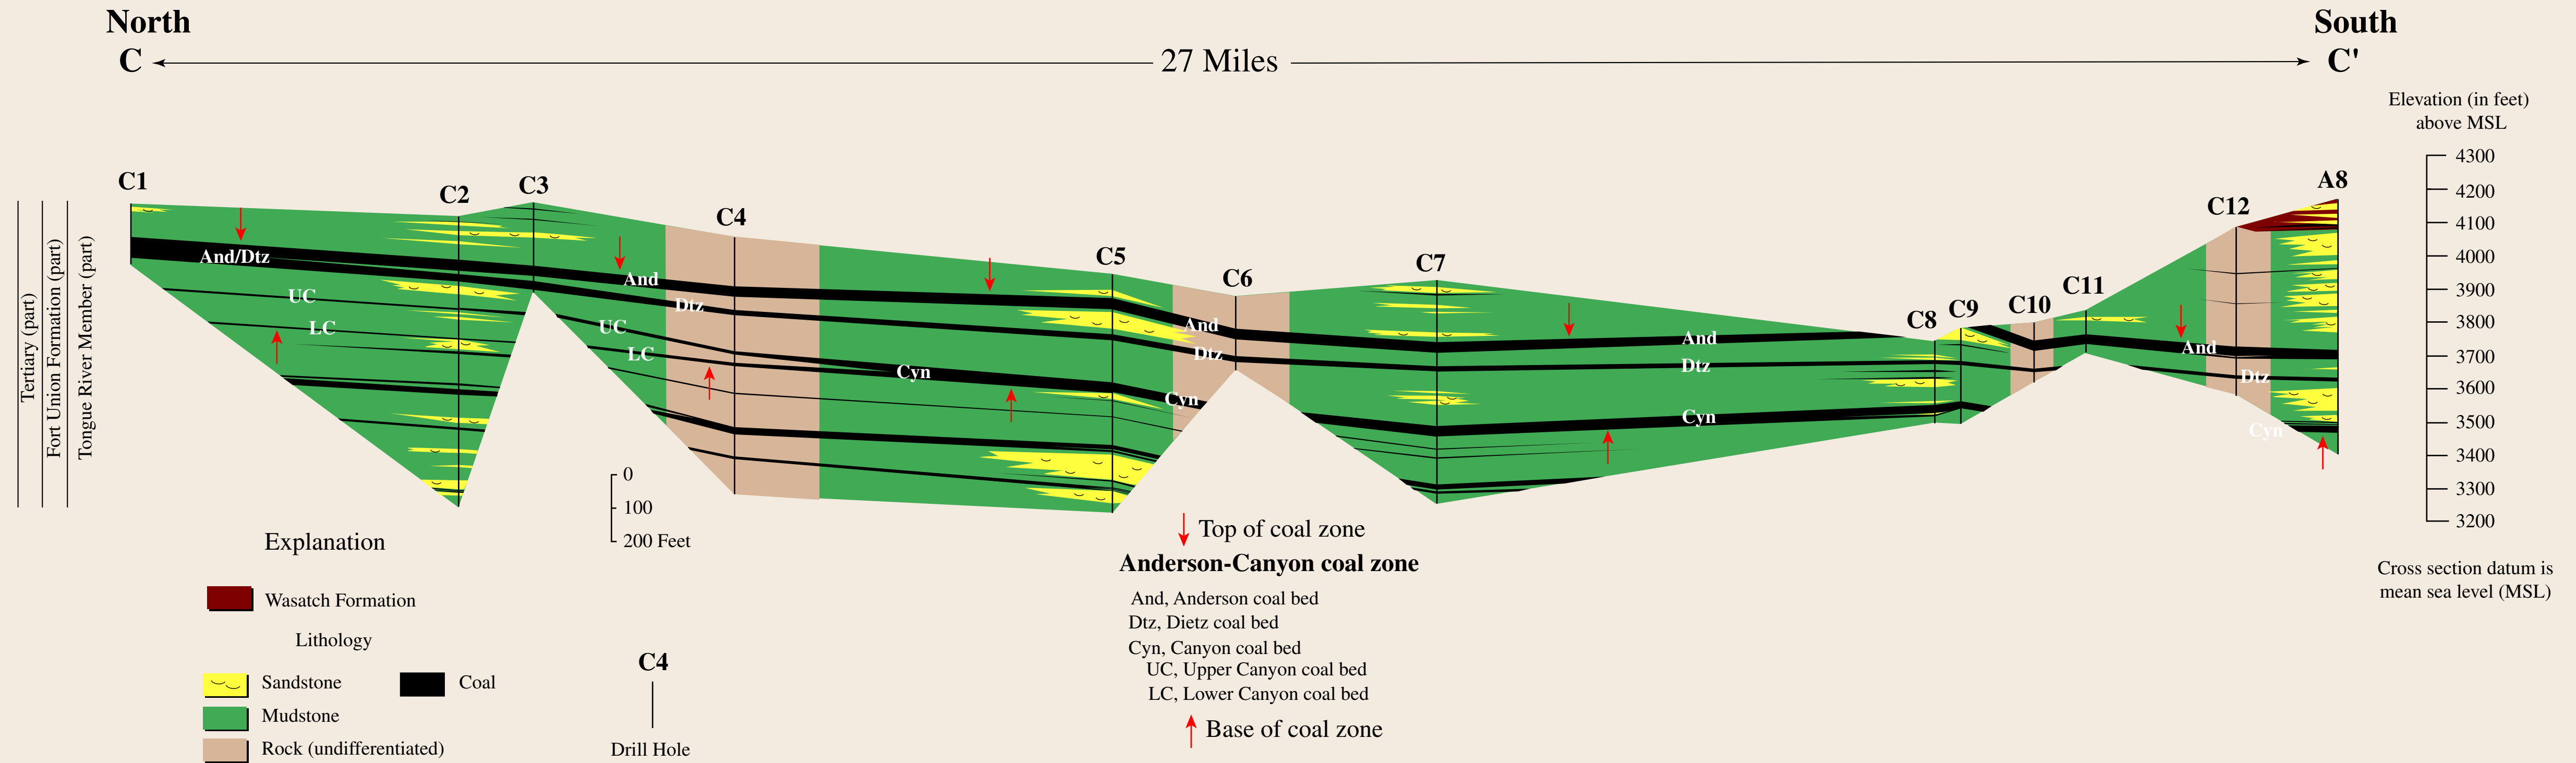 North
South
C
27 Miles
C'
Elevation (in feet)
above MSL
4300
4200
4100
4000
3900
3800
3700
3600
3500
3400
3300
3200
Cross section datum is
mean sea level (MSL)
Tertiary (part)
Fort Union Formation (part)
Tongue River Member (part)
C1
C2
C3
C4
C5
C6
C7
C8
C9
C10
C11
C12
A8
And/Dtz
UC
LC
And
Dtz
UC
LC
Cyn
And
Dtz
Cyn
And
Dtz
Cyn
And
Dtz
Cyn
0
100
200 Feet
Explanation
Wasatch Formation
Lithology
Sandstone
Coal
Mudstone
Rock (undifferentiated)
C4
Drill Hole
Top of coal zone
Anderson-Canyon coal zone
And, Anderson coal bed
Dtz, Dietz coal bed
Cyn, Canyon coal bed
UC, Upper Canyon coal bed
LC, Lower Canyon coal bed
Base of coal zone